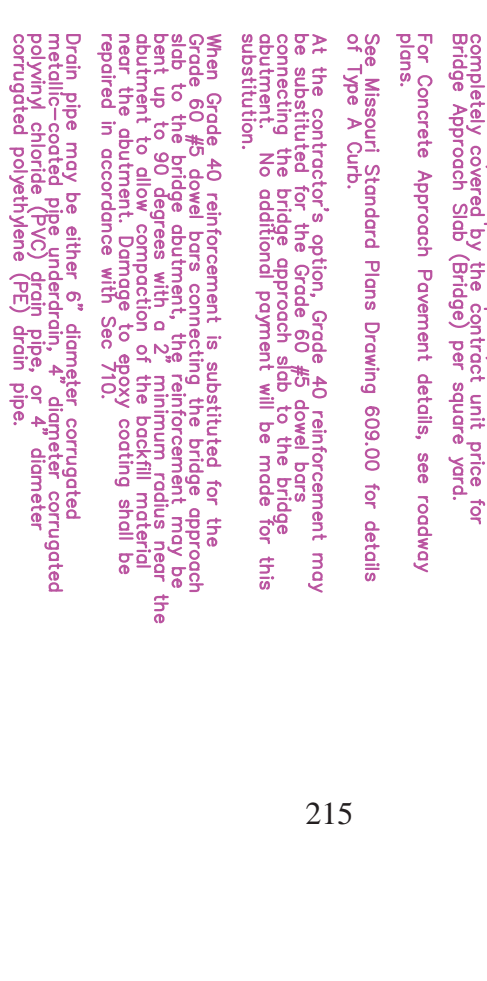 completely covered by the contract unit price for
Bridge Approach Slab (Bridge) per square yard.
For Concrete Approach Pavement details, see roadway
plans.
See Missouri Standard Plans Drawing 609.00 for details
of Type A Curb.
At the contractor's option, Grade 40 reinforcement may
be substituted for the Grade 60 #5 dowel bars
connecting the bridge approach slab to the bridge
abutment. No additional payment will be made for this
substitution.
When Grade 40 reinforcement is substituted for the
Grade 60 #5 dowel bars connecting the bridge approach
slab to the bridge abutment, the reinforcement may be
bent up to 90 degrees with a 2" minimum radius near the
abutment to allow compaction of the backfill material
near the abutment. Damage to epoxy coating shall be
repaired in accordance with Sec 710.
Drain pipe may be either 6" diameter corrugated
metallic-coated pipe underdrain, 4" diameter corrugated
polyvinyl chloride (PVC) drain pipe, or 4" diameter
corrugated polyethylene (PE) drain pipe.
215